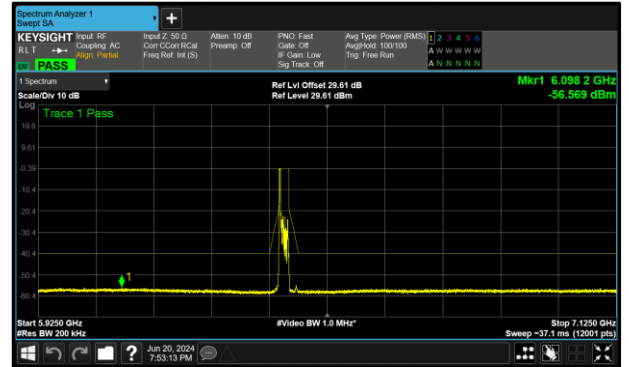 Spectrum Analyzer 1
Swept SA
KEYSIGHT
RLT
PASS
Input: RF
Coupling: AC
Align: Partial
Input Z: 50 Ω
Corr CCorr RCal
Freq Ref: Int (S)
Atten: 10 dB
Preamp: Off
PNO: Fast
Gate: Off
IF Gain: Low
Sig Track: Off
Avg Type: Power (RMS)
Avg|Hold: 100/100
Trig: Free Run
1 2 3 4 5 6
A W W W W W
A N N N N N
1 Spectrum
Scale/Div 10 dB
Log
Ref Lvl Offset 29.61 dB
Ref Level 29.61 dBm
Mkr1 6.098 2 GHz
-56.569 dBm
Trace 1 Pass
19.6
9.61
-0.39
-10.4
-20.4
-30.4
-40.4
-50.4
-60.4
1
Start 5.9250 GHz
#Res BW 200 kHz
#Video BW 1.0 MHz*
Stop 7.1250 GHz
Sweep ~37.1 ms (12001 pts)
?
Jun 20, 2024
7:53:13 PM